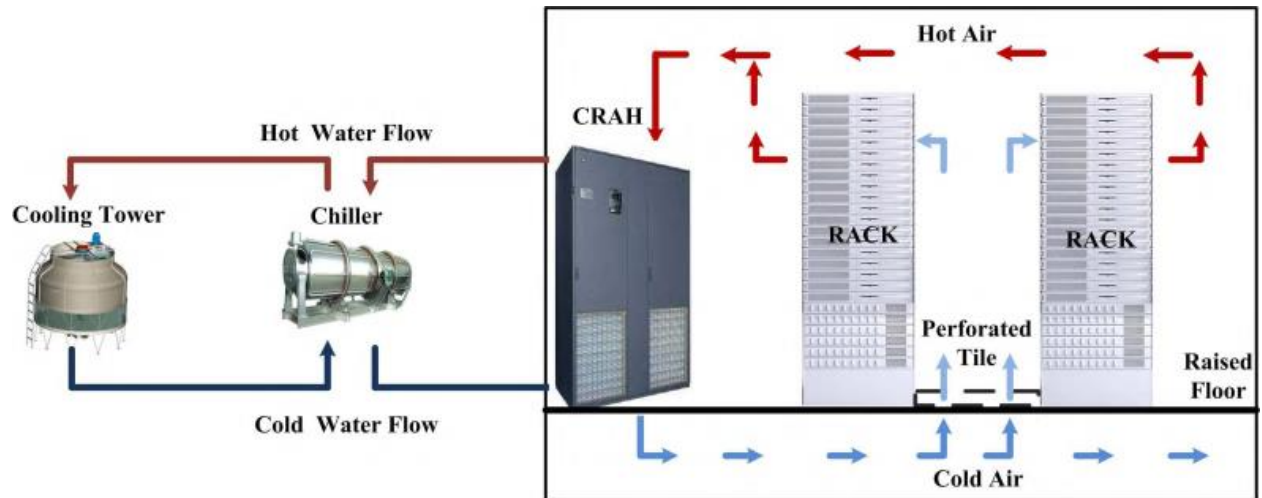 Hot Air
CRAH
Hot Water Flow
Cooling Tower
Chiller
RACK
RACK
Perforated
Tile
Raised
Floor
Cold Water Flow
Cold Air